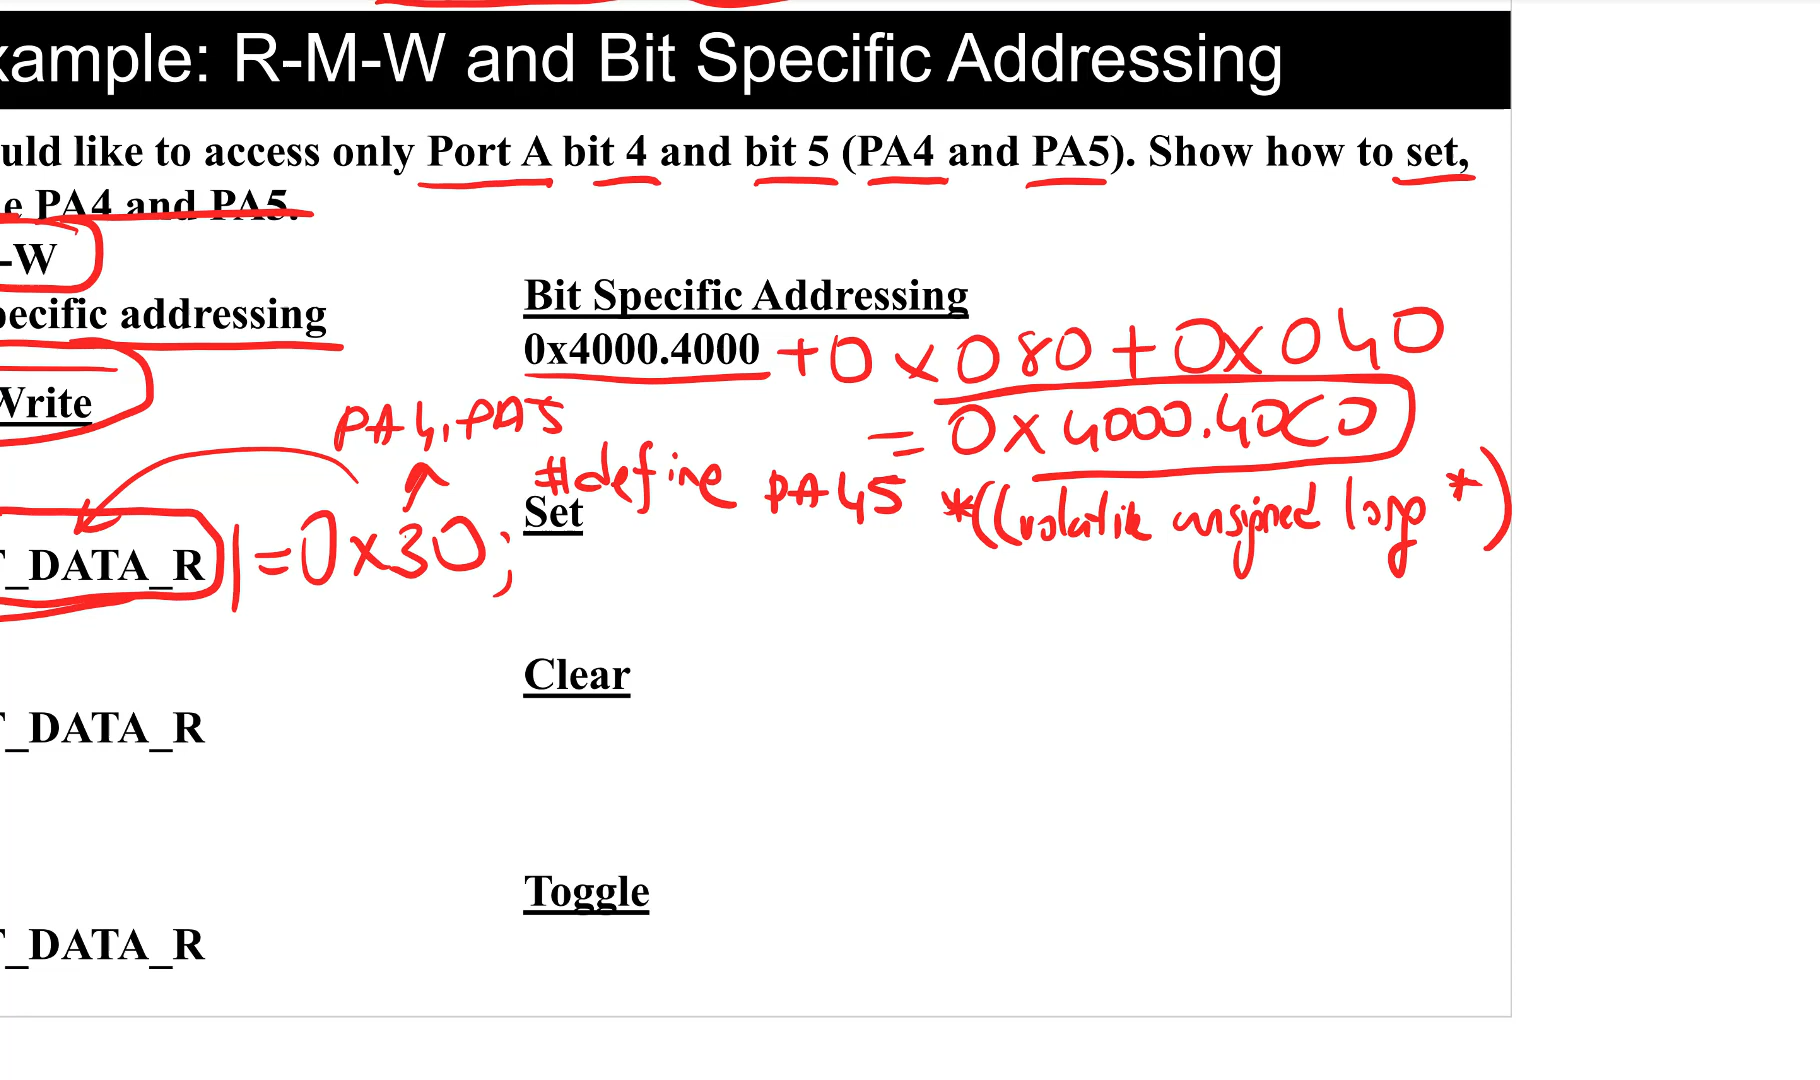 xample: R-M-W and Bit Specific Addressing
uld like to access only Port A bit 4 and bit 5 (PA4 and PA5). Show how to set,
e PA4 and PA5.
-W
pecific addressing
Write
PA4, PA5
_DATA_R |=0x30;
_DATA_R
_DATA_R
Bit Specific Addressing
0x4000.4000 +0x080+0x040
= 0x4000.40C0
#define PA45 *((volatile unsigned long *)
Set
Clear
Toggle